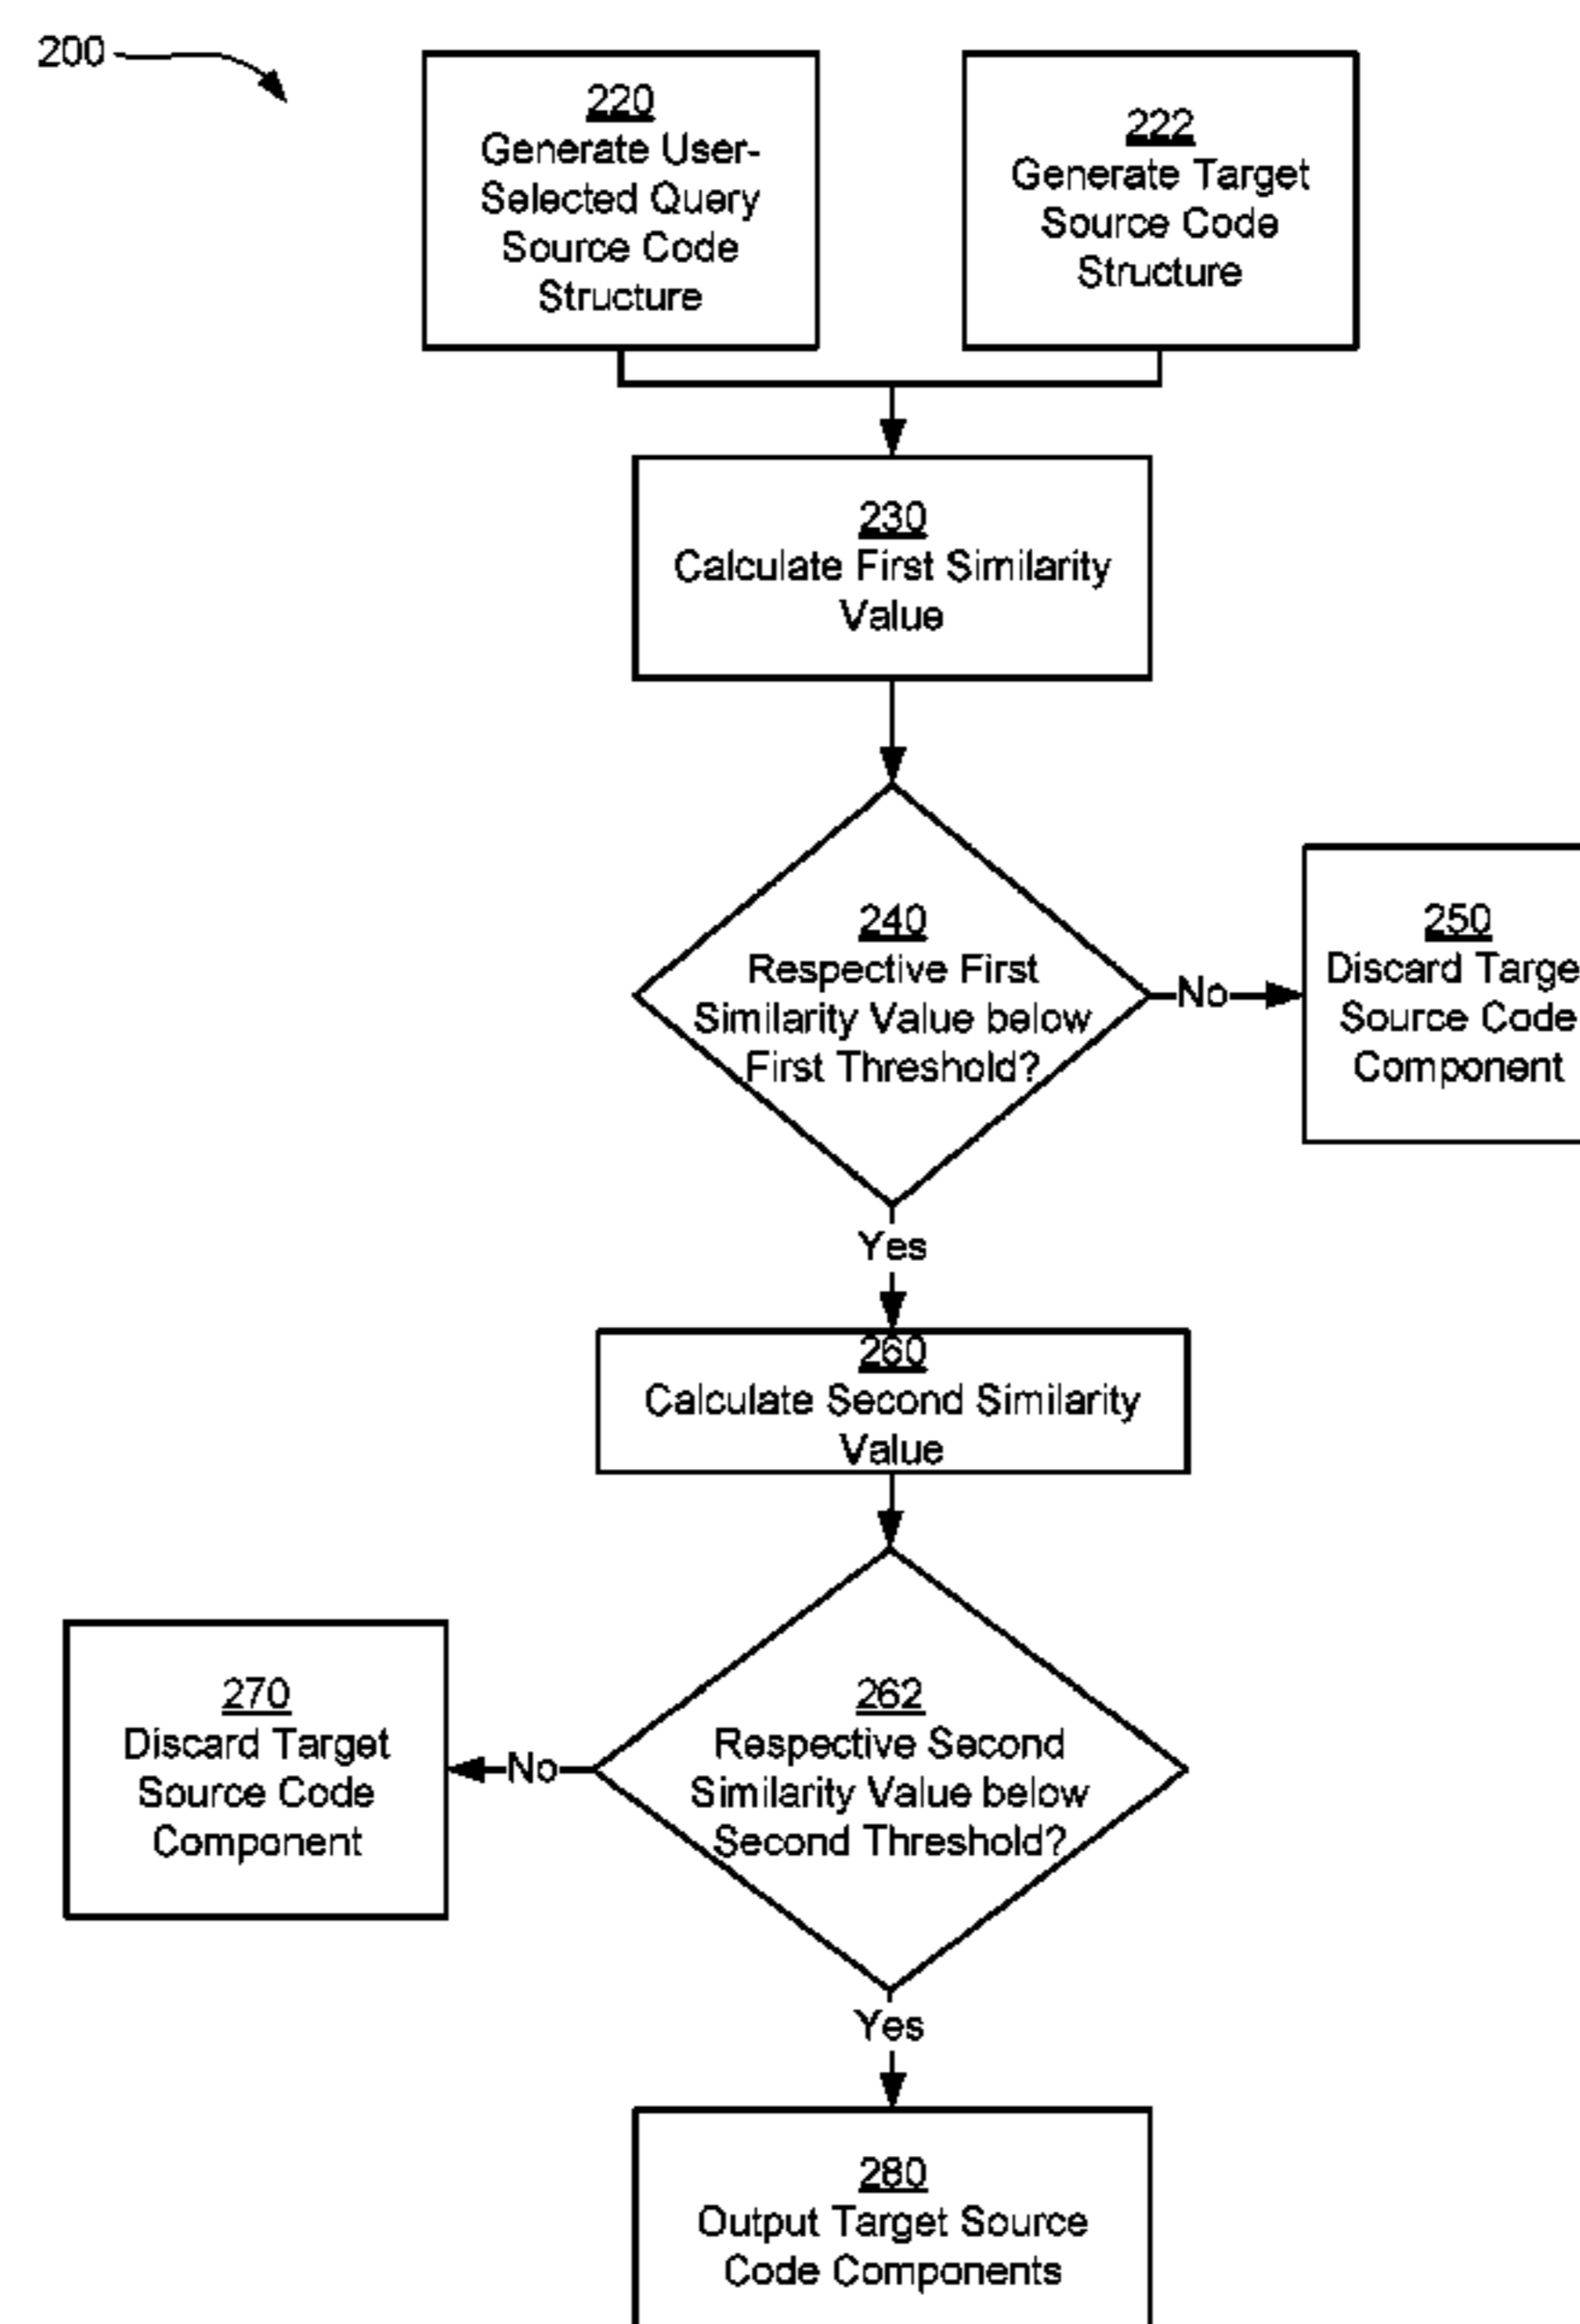 200
220
Generate User-
Selected Query
Source Code
Structure
222
Generate Target
Source Code
Structure
230
Calculate First Similarity
Value
240
Respective First
Similarity Value below
First Threshold?
No
250
Discard Targe
Source Code
Component
Yes
260
Calculate Second Similarity
Value
262
Respective Second
Similarity Value below
Second Threshold?
No
270
Discard Target
Source Code
Component
Yes
280
Output Target Source
Code Components